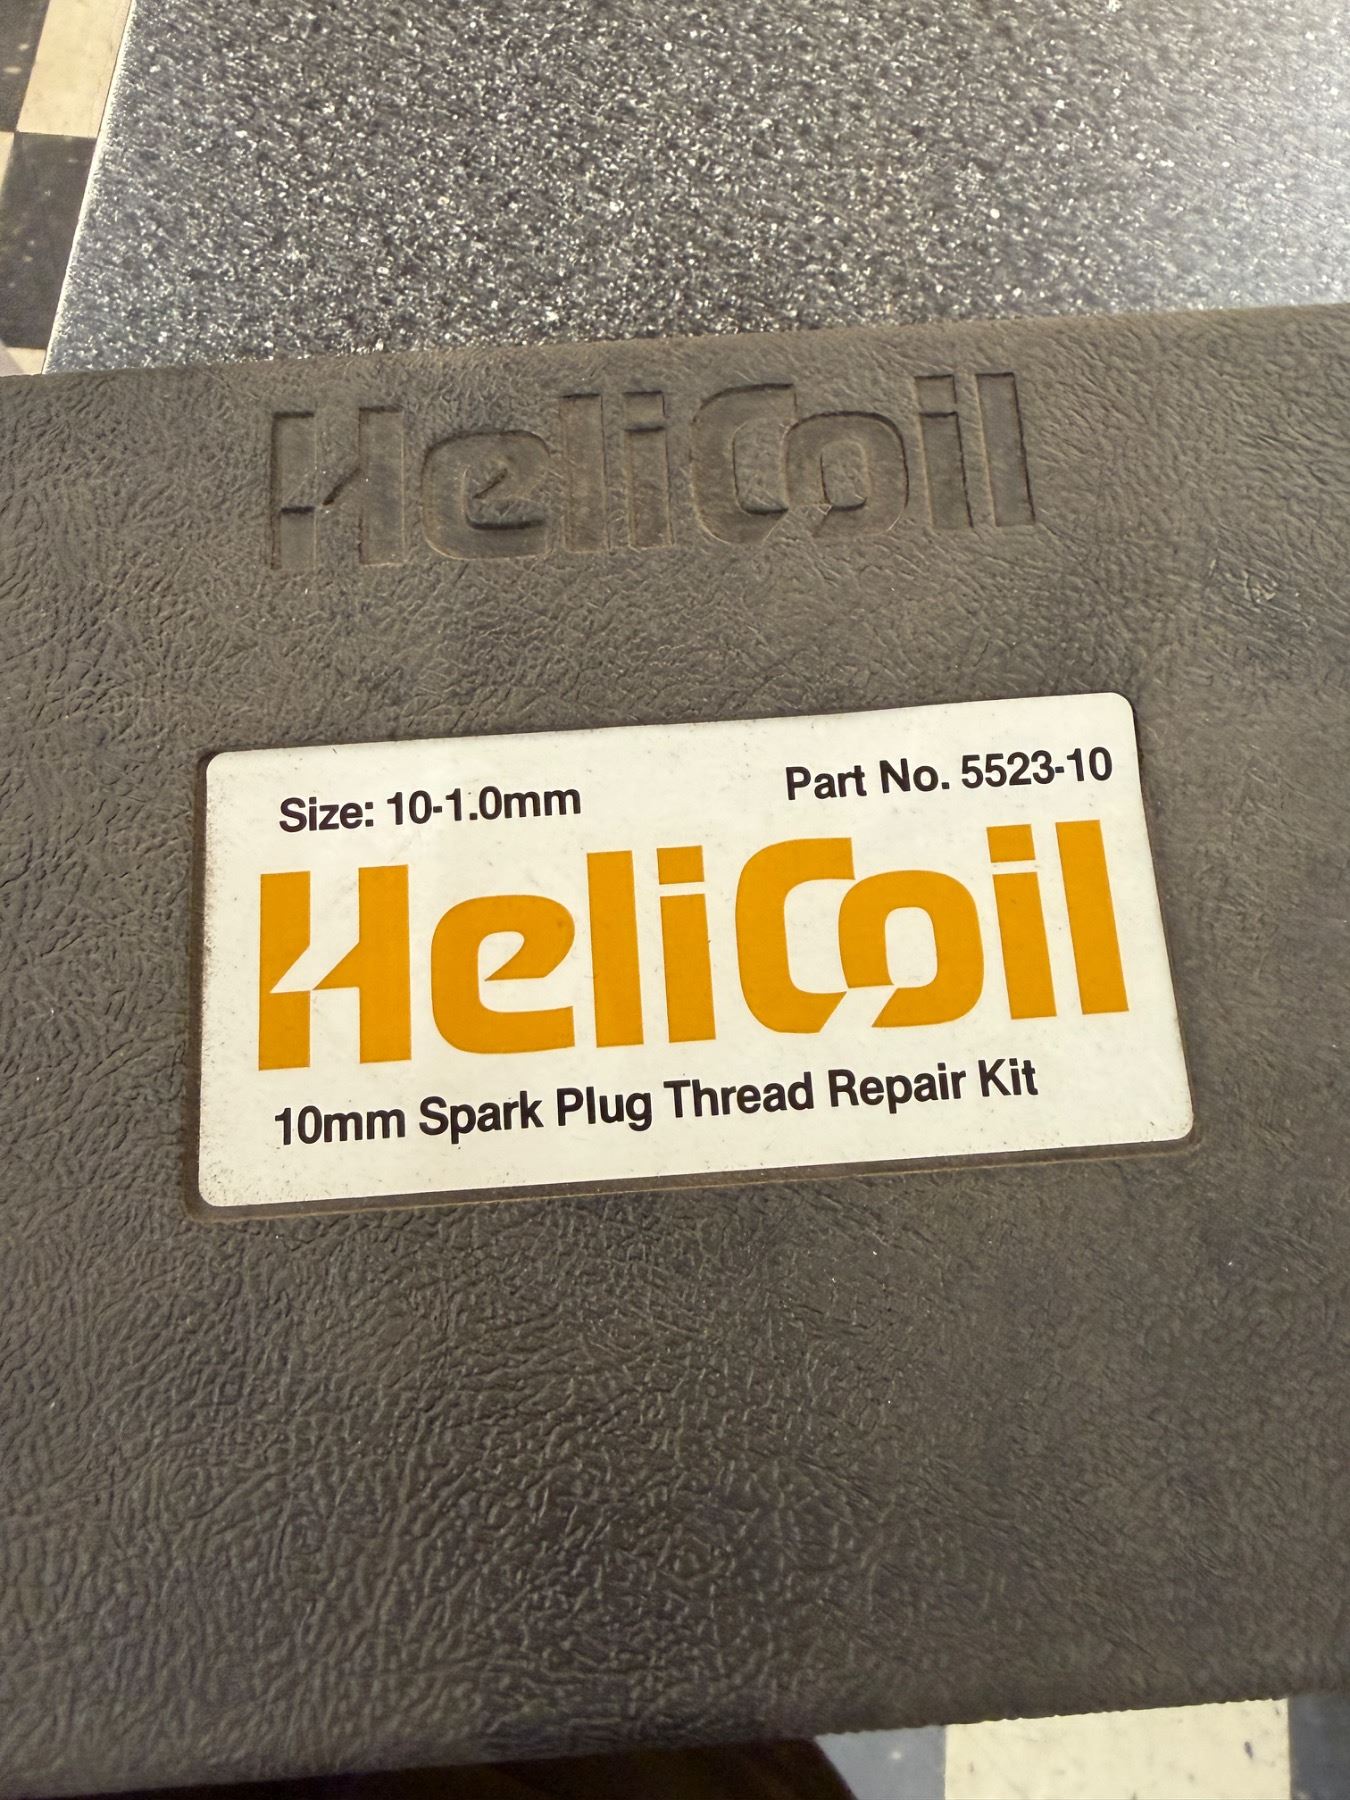 HeliCoil
Size: 10-1.0mm
Part No. 5523-10
HeliCoil
10mm Spark Plug Thread Repair Kit